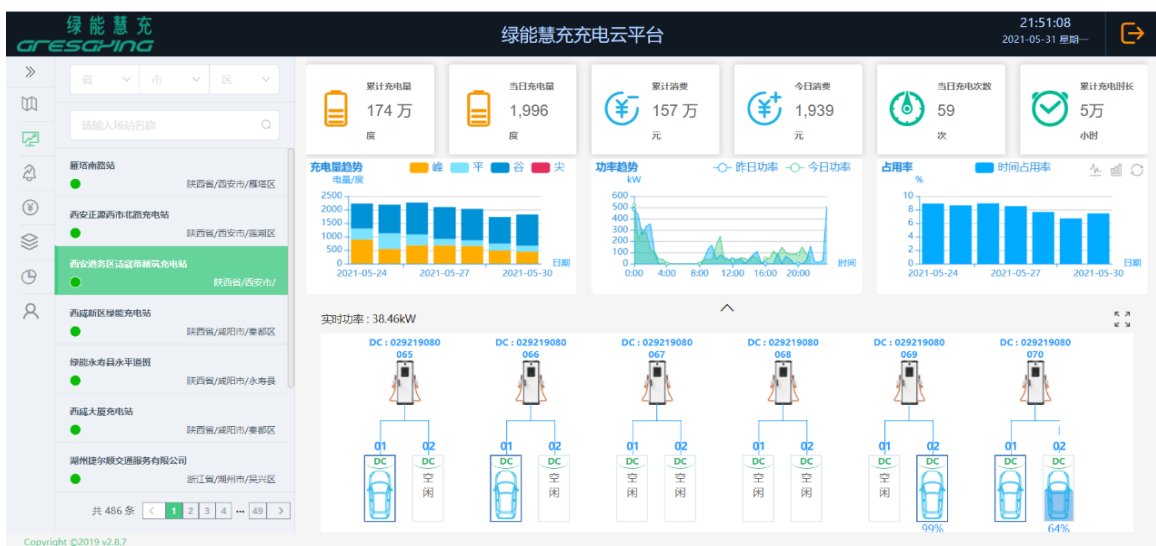 绿能慧充
GRESGYING
绿能慧充充电云平台
21:51:08
2021-05-31 星期一
省 市 区
请输入场站名称
雁塔南路站
陕西省/西安市/雁塔区
西安正源西市北路充电站
陕西省/西安市/莲湖区
陕西省/西安市/
西咸新区绿能充电站
陕西省/咸阳市/秦都区
绿能永寿县永平道班
陕西省/咸阳市/永寿县
西咸大厦充电站
陕西省/咸阳市/秦都区
湖州捷尔顺交通服务有限公司
浙江省/湖州市/吴兴区
共 486 条 < 1 2 3 4 ••• 49 >
Copyright ©2019 v2.8.7
累计充电量
174 万
度
当日充电量
1,996
度
累计消费
157 万
元
今日消费
1,939
元
当日充电次数
59
次
累计充电时长
5万
小时
充电量趋势 峰 平 谷 尖
电量/度
2500
2000
1500
1000
500
0
日期
2021-05-24 2021-05-27 2021-05-30
功率趋势 昨日功率 今日功率
kW
600
500
400
300
200
100
0
时间
0:00 4:00 8:00 12:00 16:00 20:00
占用率 时间占用率
%
10
8
6
4
2
0
日期
2021-05-24 2021-05-27 2021-05-30
实时功率 : 38.46kW
DC : 029219080 DC : 029219080 DC : 029219080 DC : 029219080 DC : 029219080 DC : 029219080
065 066 067 068 069 070
01 02 01 02 01 02 01 02 01 02 01 02
DC DC DC DC DC DC DC DC DC DC DC DC
空 空 空 空 空 空 空
闲 闲 闲 闲 闲 闲 闲
99% 64%